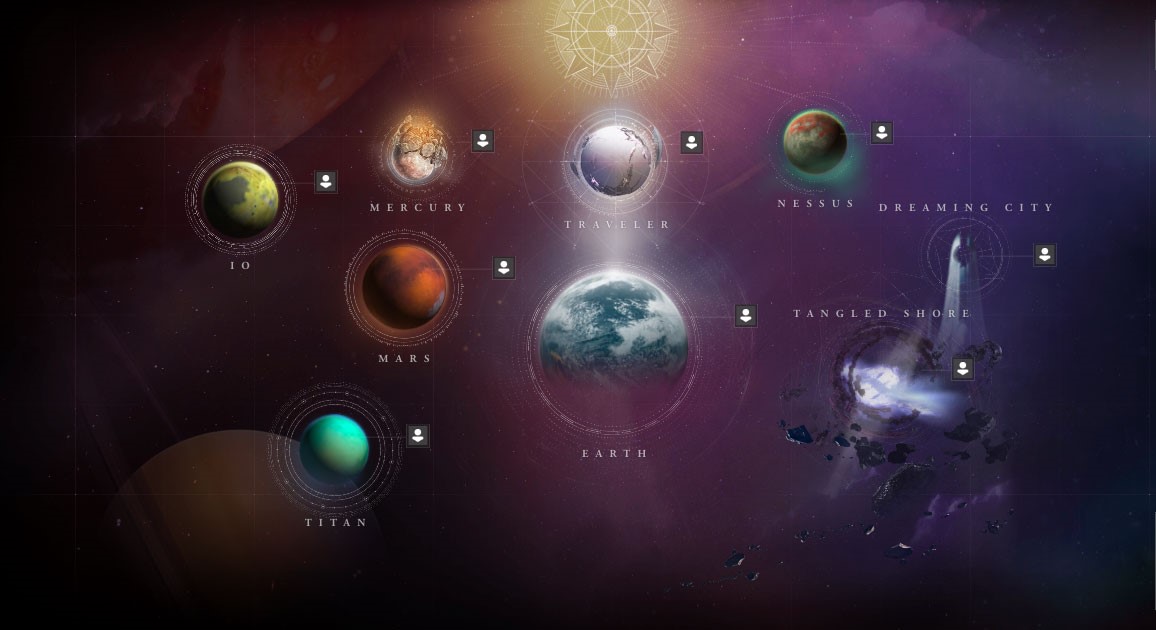 MERCURY
TRAVELER
NESSUS
DREAMING CITY
IO
MARS
TANGLED SHORE
EARTH
TITAN